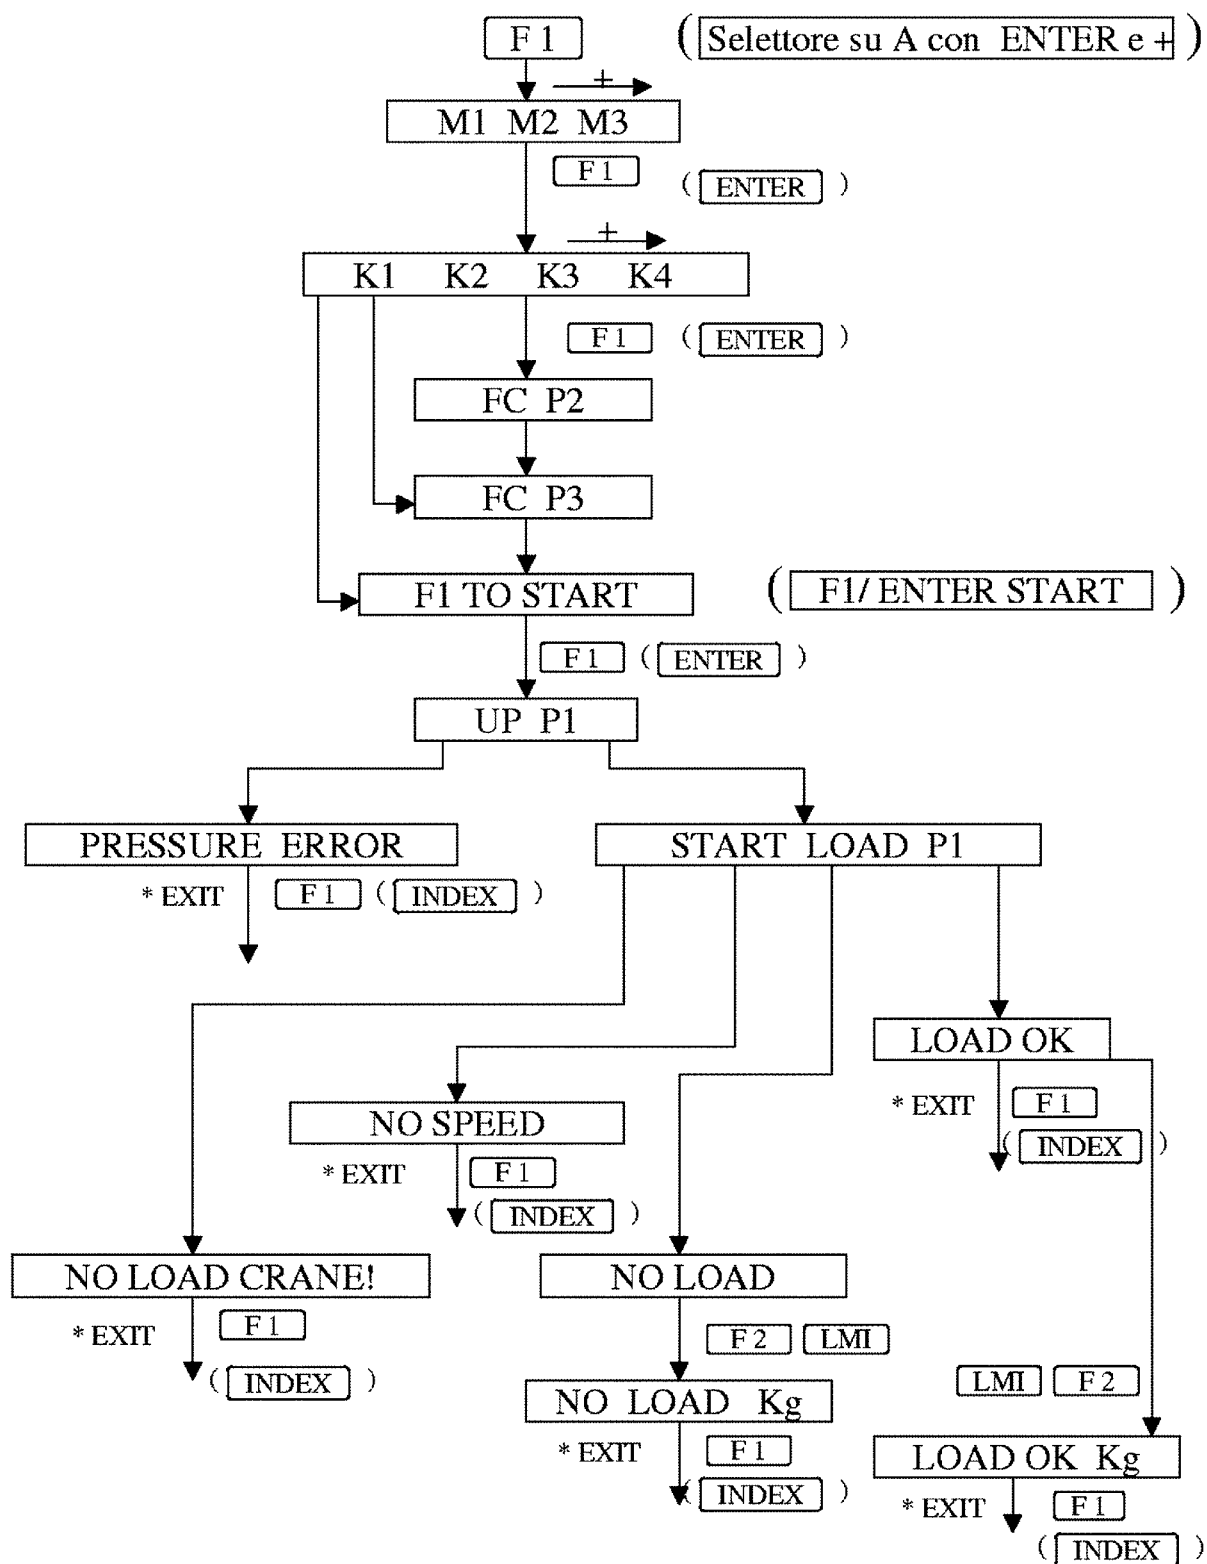 F 1 ( Selettore su A con ENTER e + )
+
M1 M2 M3
F 1 ( ENTER )
+
K1 K2 K3 K4
F 1 ( ENTER )
FC P2
FC P3
F1 TO START ( F1/ ENTER START )
F 1 ( ENTER )
UP P1
PRESSURE ERROR START LOAD P1
* EXIT F 1 ( INDEX )
LOAD OK
* EXIT F 1
( INDEX )
NO SPEED
* EXIT F 1
( INDEX )
NO LOAD CRANE! NO LOAD
* EXIT F 1
( INDEX )
F 2 LMI
LMI F 2
NO LOAD Kg
* EXIT F 1
( INDEX )
LOAD OK Kg
* EXIT F 1
( INDEX )